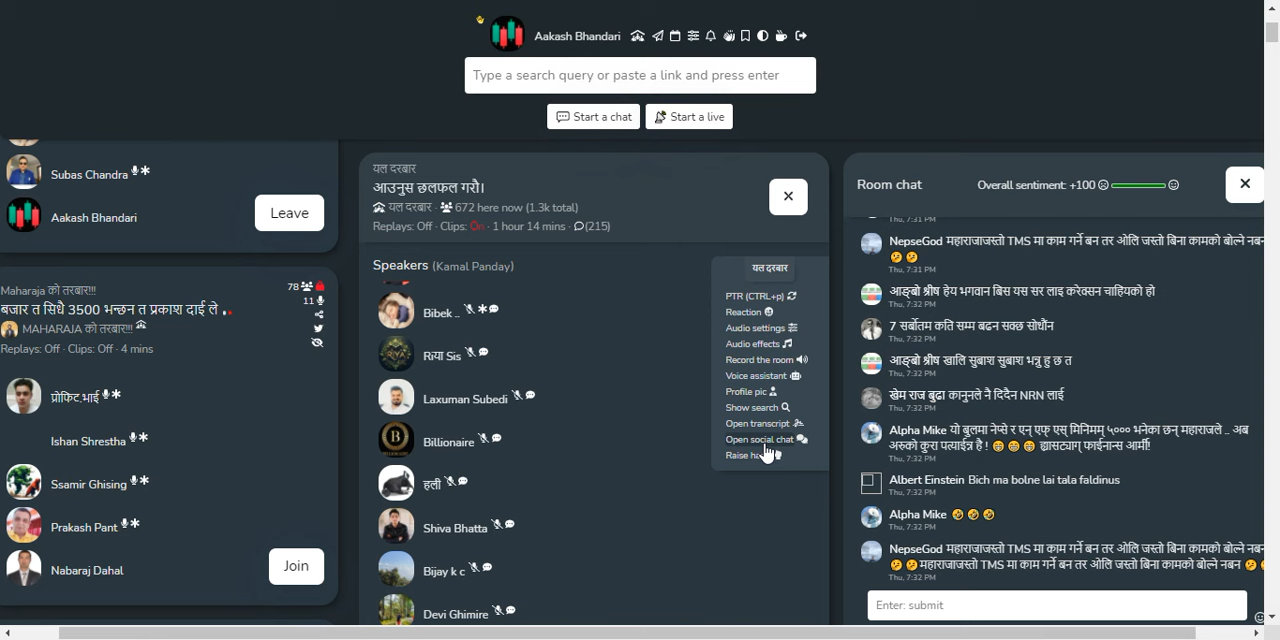 Aakash Bhandari
Type a search query or paste a link and press enter
Start a chat
Start a live
Subas Chandra
Aakash Bhandari
Leave
Maharaja को तरबार!!!
78
11
बजार त सिधै 3500 भन्छन त प्रकाश दाई ले
MAHARAJA को तरबार!!!
Replays: Off · Clips: Off · 4 mins
प्रोफिट.भाई
Ishan Shrestha
Ssamir Ghising
Prakash Pant
Nabaraj Dahal
Join
यल दरबार
आउनुस छलफल गरौ।
यल दरबार · 672 here now (1.3k total)
Replays: Off · Clips: On · 1 hour 14 mins · (215)
Speakers (Kamal Panday)
Bibek ..
रिया Sis
Laxuman Subedi
Billionaire
हली
Shiva Bhatta
Bijay k c
Devi Ghimire
यल दरबार
PTR (CTRL+p)
Reaction
Audio settings
Audio effects
Record the room
Voice assistant
Profile pic
Show search
Open transcript
Open social chat
Raise
Room chat
Overall sentiment: +100
Thu, 7:31 PM
NepseGod महाराजाजस्तो TMS मा काम गर्ने बन तर ओलि जस्तो बिना कामको बोल्ने नबन
🤔 🤔
Thu, 7:31 PM
आङ्बो श्रीष हेय भगवान बिस यस सर लाइ करेक्सन चाहियको हो
Thu, 7:32 PM
7 सर्बोतम कति सम्म बढन सक्छ सोधौंन
Thu, 7:32 PM
आङ्बो श्रीष खालि सुबाश सुबाश भन्नु हु छ त
Thu, 7:32 PM
खेम राज बुढा कानुनले नै दिदैन NRN लाई
Thu, 7:32 PM
Alpha Mike यो बुलमा नेप्से र एन् एफ् एस् मिनिमम् ५००० भनेका छन् महाराजले .. अब
अरुको कुरा पत्याईन्न है ! 😁 😁 😁 ह्यासट्याग् फाईनान्स आर्मी!
Thu, 7:32 PM
Albert Einstein Bich ma bolne lai tala faldinus
Thu, 7:32 PM
Alpha Mike 🤣 🤣 🤣
Thu, 7:32 PM
NepseGod महाराजाजस्तो TMS मा काम गर्ने बन तर ओलि जस्तो बिना कामको बोल्ने नबन
🤔 🤔महाराजाजस्तो TMS मा काम गर्ने बन तर ओलि जस्तो बिना कामको बोल्ने नबन 🤔
Thu, 7:32 PM
Enter: submit